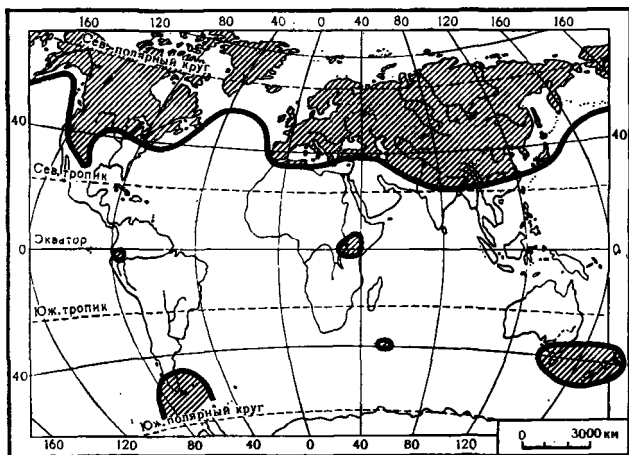 160 120 80 40 0 40 80 120 160
Сев. полярный круг
40 40
Сев. тропик
Экватор
0 0
Юж. тропик
40 40
Юж. полярный круг
160 120 80 40 0 40 80 120
0 3000 км